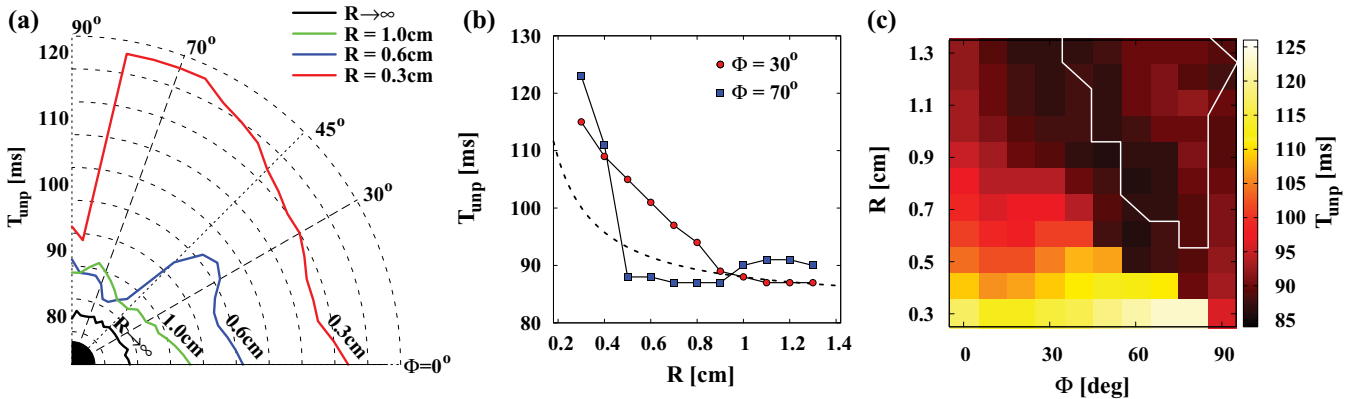 (a)
R→∞
R = 1.0cm
R = 0.6cm
R = 0.3cm
90°
70°
45°
30°
Φ=0°
T_unp [ms]
120
110
100
90
80
R→∞
1.0cm
0.6cm
0.3cm
(b)
Φ = 30°
Φ = 70°
T_unp [ms]
130
120
110
100
90
80
0.2 0.4 0.6 0.8 1 1.2 1.4
R [cm]
(c)
R [cm]
1.3
1.1
0.9
0.7
0.5
0.3
0 30 60 90
Φ [deg]
125
120
115
110
105
100
95
90
85
T_unp [ms]